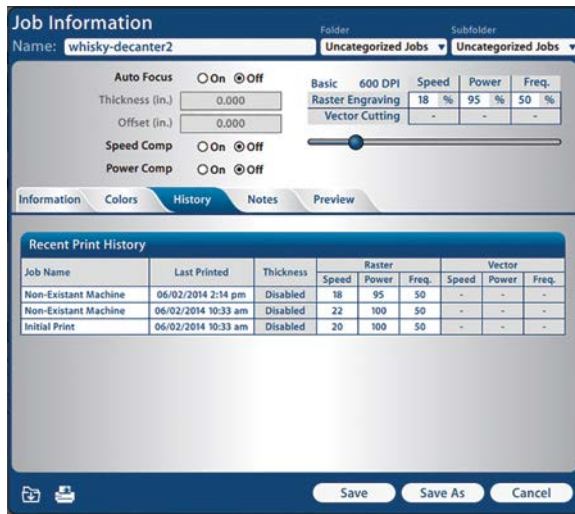 Job Information
Folder Subfolder
Name: whisky-decanter2 Uncategorized Jobs Uncategorized Jobs
Auto Focus On Off
Thickness (in.) 0.000
Offset (in.) 0.000
Speed Comp On Off
Power Comp On Off
Basic 600 DPI Speed Power Freq.
Raster Engraving 18 % 95 % 50 %
Vector Cutting - - -
Information Colors History Notes Preview
Recent Print History
Job Name Last Printed Thickness Raster Vector
Speed Power Freq. Speed Power Freq.
Non-Existant Machine 06/02/2014 2:14 pm Disabled 18 95 50 - - -
Non-Existant Machine 06/02/2014 10:33 am Disabled 22 100 50 - - -
Initial Print 06/02/2014 10:33 am Disabled 20 100 50 - - -
Save Save As Cancel